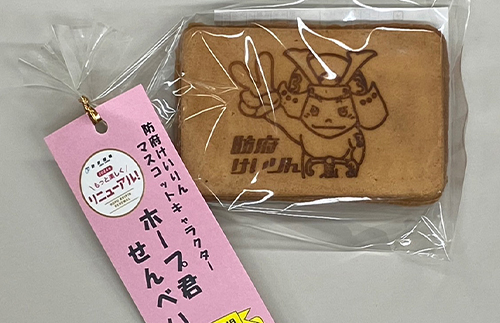 防府
けいりん
もっと楽しく
リニューアル!
防府けいりん
マスコットキャラクター
ホープ君
せんべい